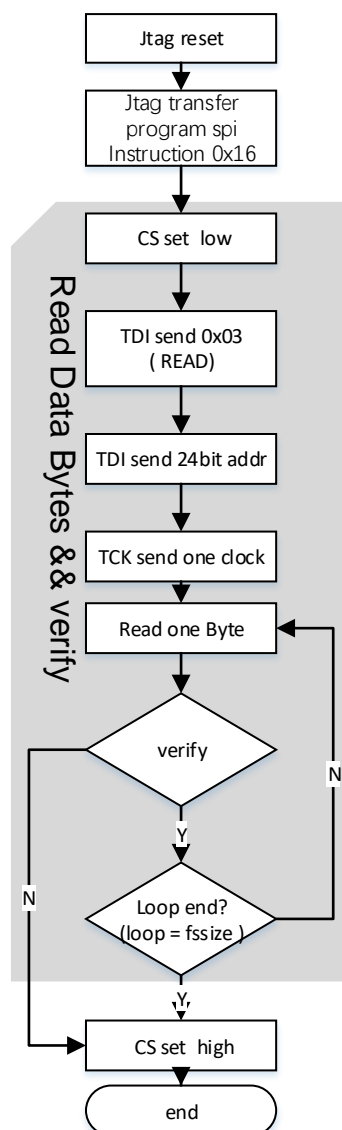 Jtag reset
Jtag transfer
program spi
Instruction 0x16
CS set low
TDI send 0x03
( READ)
TDI send 24bit addr
TCK send one clock
Read one Byte
Read Data Bytes && verify
verify
N
Y
N
Loop end?
(loop = fssize )
Y
CS set high
end